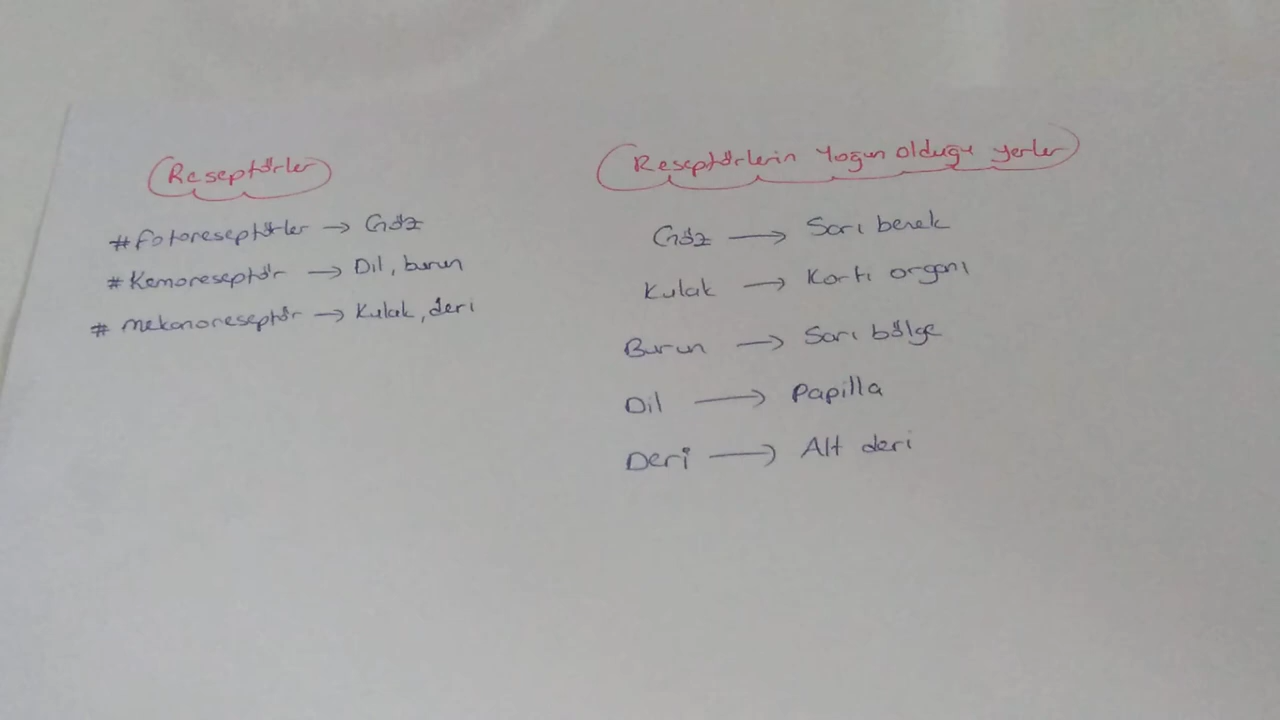 Reseptörler
#fotoreseptörler → Göz
#Kemoreseptör → Dil, burun
# mekanoreseptör → Kulak, deri
Reseptörlerin Yoğun olduğu yerler
Göz → Sarı benek
Kulak → Korti organı
Burun → Sarı bölge
Dil → Papilla
Deri → Alt deri